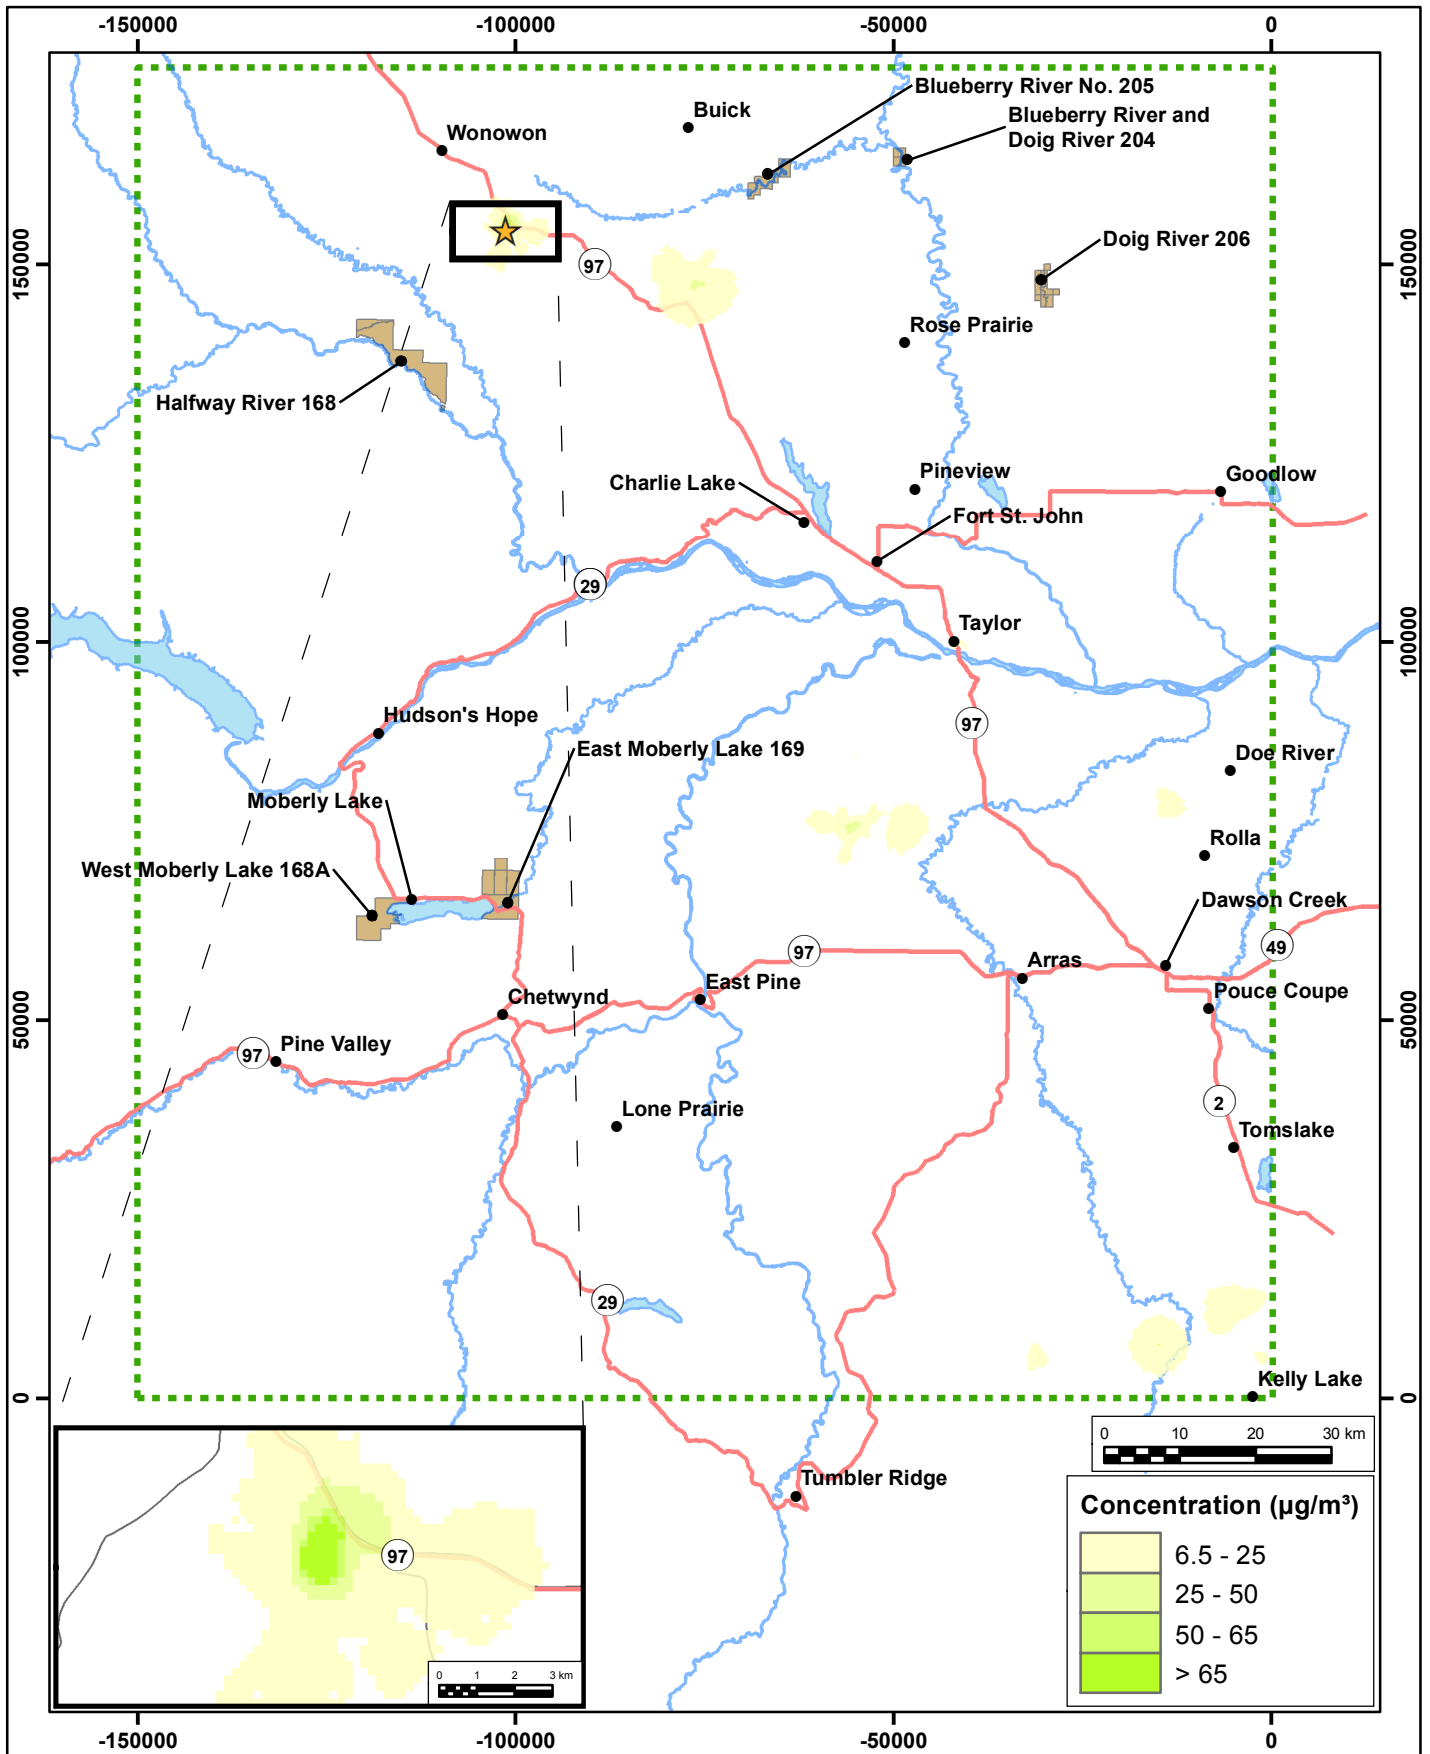 -150000
-100000
-50000
0
Blueberry River No. 205
Buick
Blueberry River and
Doig River 204
Wonowon
150000
150000
Doig River 206
97
Rose Prairie
Halfway River 168
Pineview
Goodlow
Charlie Lake
Fort St. John
29
100000
100000
Taylor
Hudson's Hope
97
East Moberly Lake 169
Doe River
Moberly Lake
Rolla
West Moberly Lake 168A
Dawson Creek
97
49
Arras
East Pine
Pouce Coupe
Chetwynd
50000
50000
97
Pine Valley
2
Lone Prairie
Tomslake
29
Kelly Lake
0
0
0 10 20 30 km
Tumbler Ridge
Concentration (µg/m³)
6.5 - 25
25 - 50
50 - 65
> 65
97
0 1 2 3 km
-150000
-100000
-50000
0